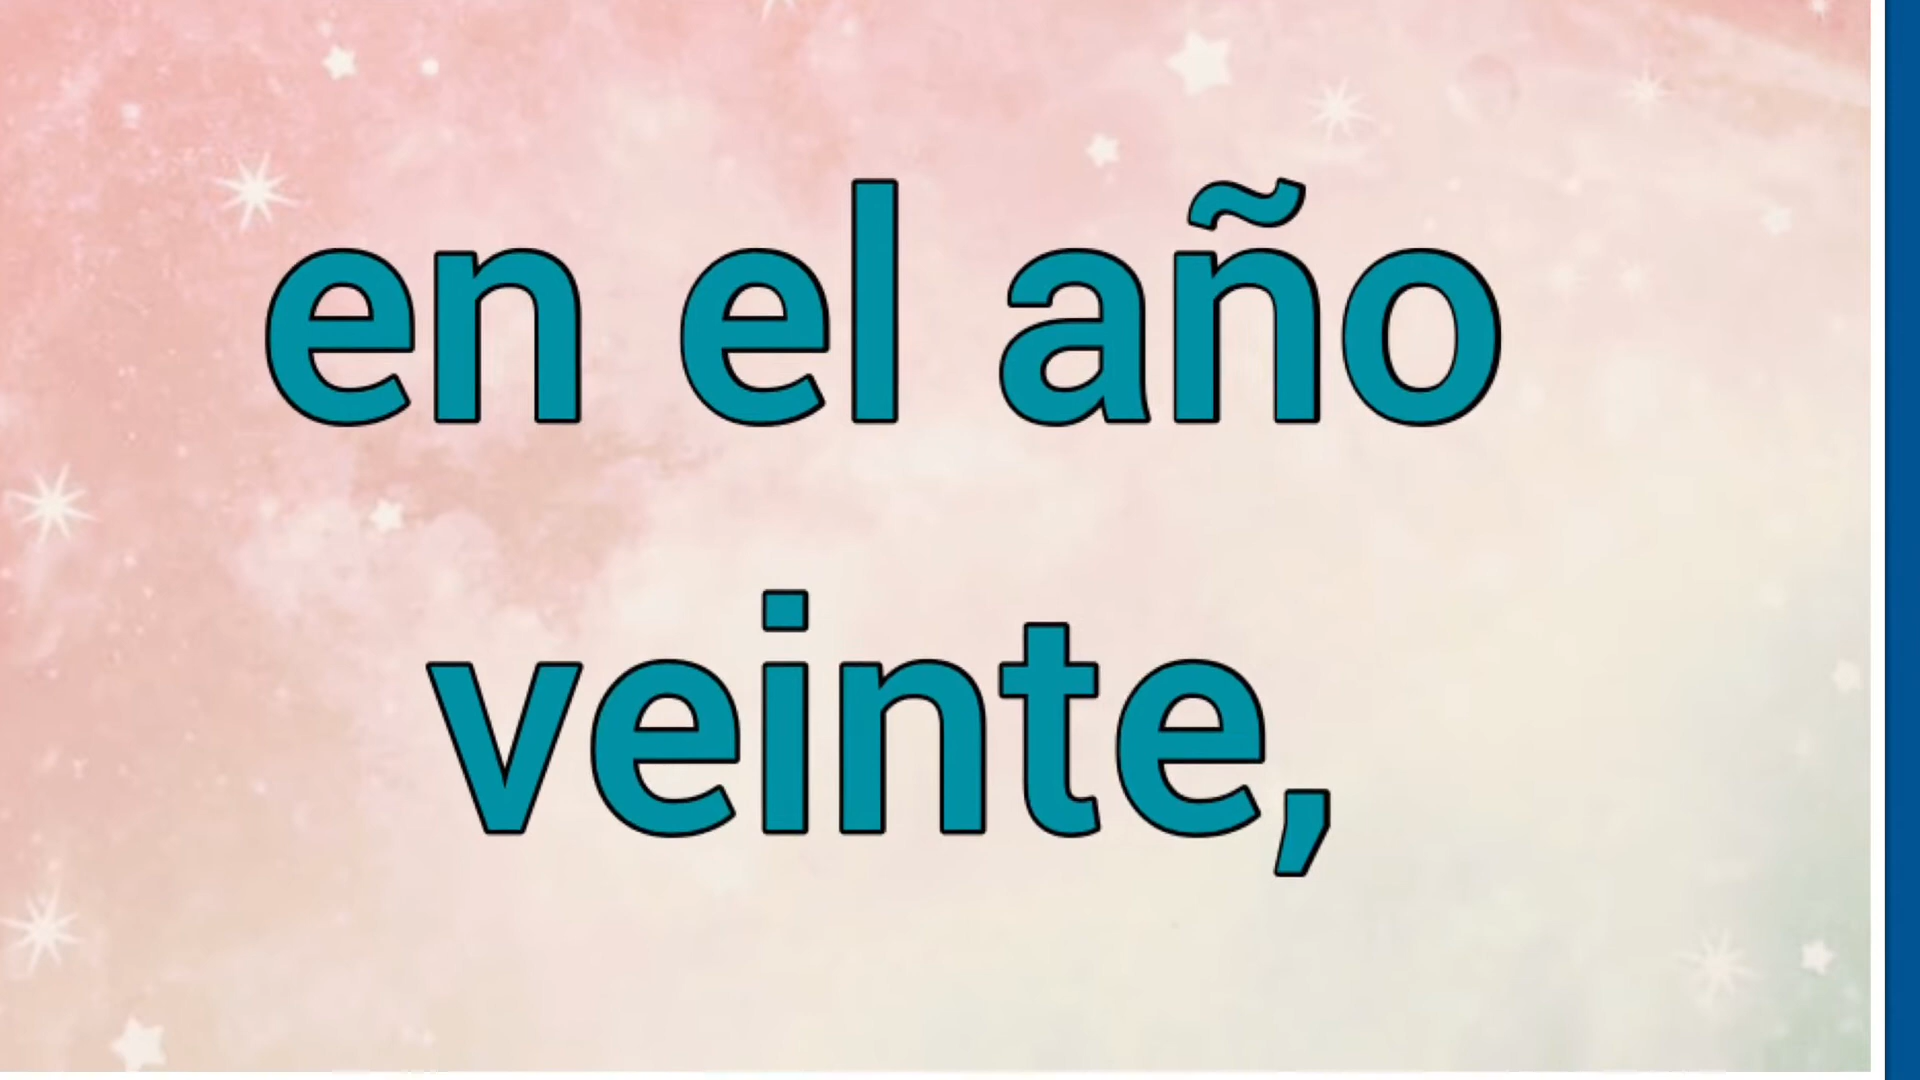 en el año
veinte,